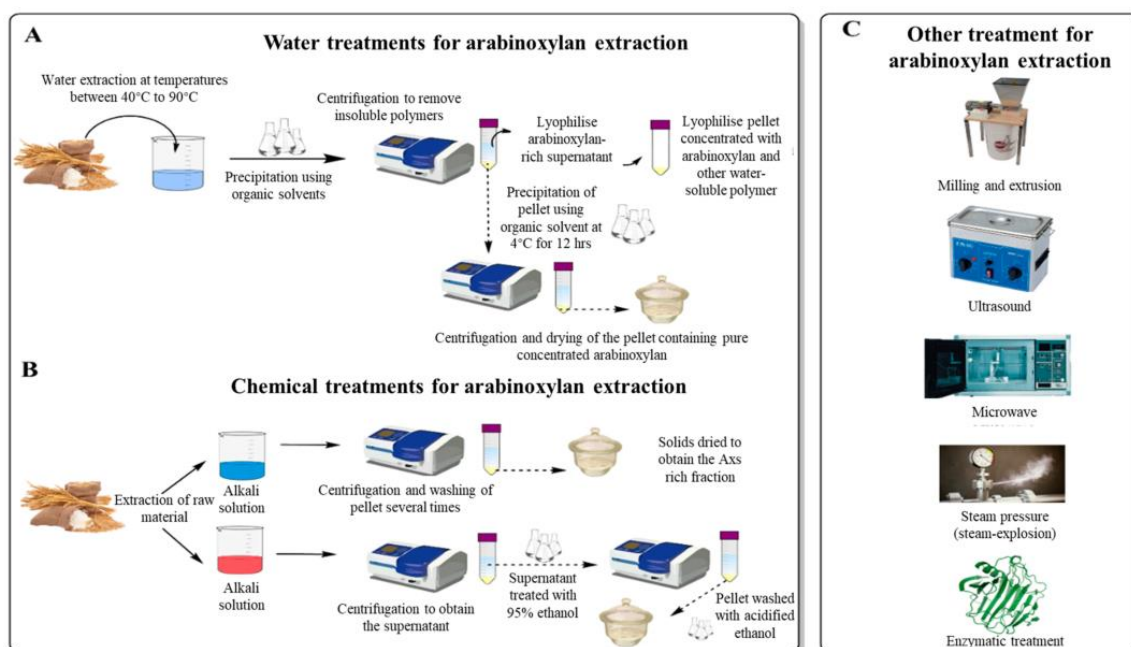 A
Water treatments for arabinoxylan extraction
Water extraction at temperatures
between 40°C to 90°C
Precipitation using
organic solvents
Centrifugation to remove
insoluble polymers
Lyophilise
arabinoxylan-
rich supernatant
Lyophilise pellet
concentrated with
arabinoxylan and
other water-
soluble polymer
Precipitation of
pellet using
organic solvent at
4°C for 12 hrs
Centrifugation and drying of the pellet containing pure
concentrated arabinoxylan
B
Chemical treatments for arabinoxylan extraction
Extraction of raw
material
Alkali
solution
Centrifugation and washing of
pellet several times
Solids dried to
obtain the Axs
rich fraction
Alkali
solution
Centrifugation to obtain
the supernatant
Supernatant
treated with
95% ethanol
Pellet washed
with acidified
ethanol
C
Other treatment for
arabinoxylan extraction
Milling and extrusion
Ultrasound
Microwave
Steam pressure
(steam-explosion)
Enzymatic treatment